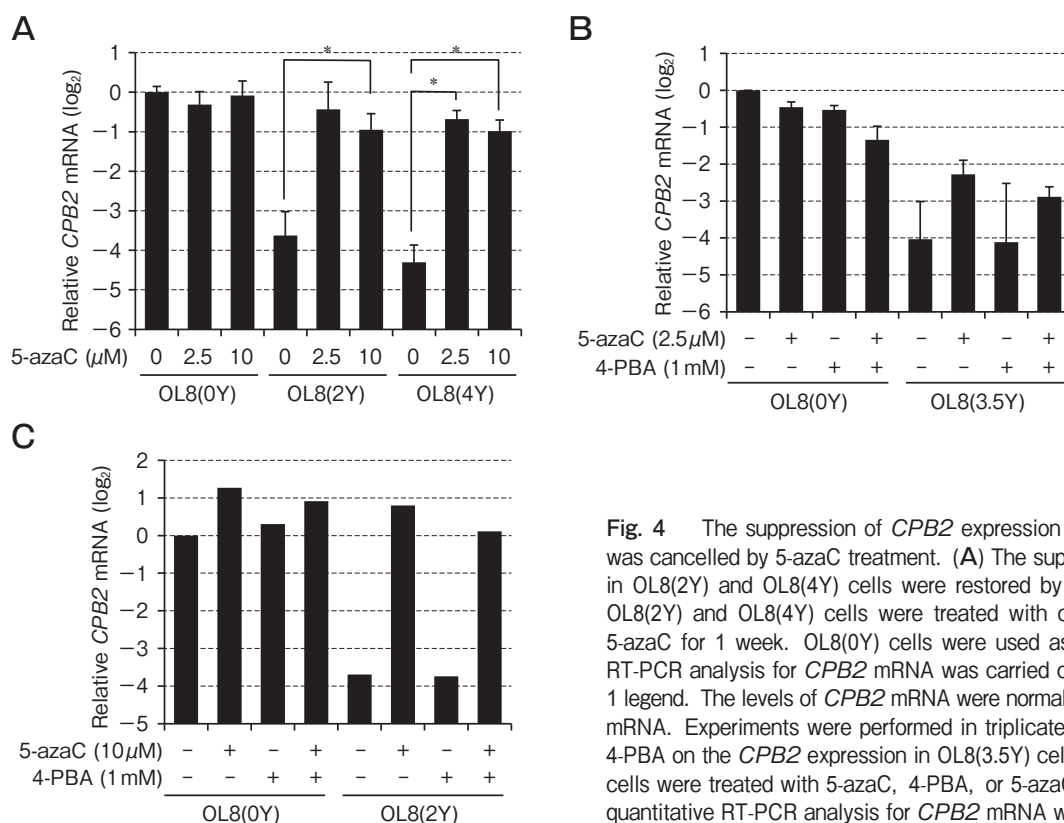 A
Relative CPB2 mRNA (log2)
1
0
−1
−2
−3
−4
−5
−6
* * *
5-azaC (μM) 0 2.5 10 0 2.5 10 0 2.5 10
OL8(0Y) OL8(2Y) OL8(4Y)
B
Relative CPB2 mRNA (log2)
1
0
−1
−2
−3
−4
−5
−6
5-azaC (2.5μM) − + − + − + − +
4-PBA (1mM) − − + + − − + +
OL8(0Y) OL8(3.5Y)
C
Relative CPB2 mRNA (log2)
2
1
0
−1
−2
−3
−4
−5
5-azaC (10μM) − + − + − + − +
4-PBA (1mM) − − + + − − + +
OL8(0Y) OL8(2Y)
Fig. 4 The suppression of CPB2 expression
was cancelled by 5-azaC treatment. (A) The sup
in OL8(2Y) and OL8(4Y) cells were restored by
OL8(2Y) and OL8(4Y) cells were treated with
5-azaC for 1 week. OL8(0Y) cells were used as
RT-PCR analysis for CPB2 mRNA was carried
1 legend. The levels of CPB2 mRNA were normal
mRNA. Experiments were performed in triplicate
4-PBA on the CPB2 expression in OL8(3.5Y) cel
cells were treated with 5-azaC, 4-PBA, or 5-aza
quantitative RT-PCR analysis for CPB2 mRNA w